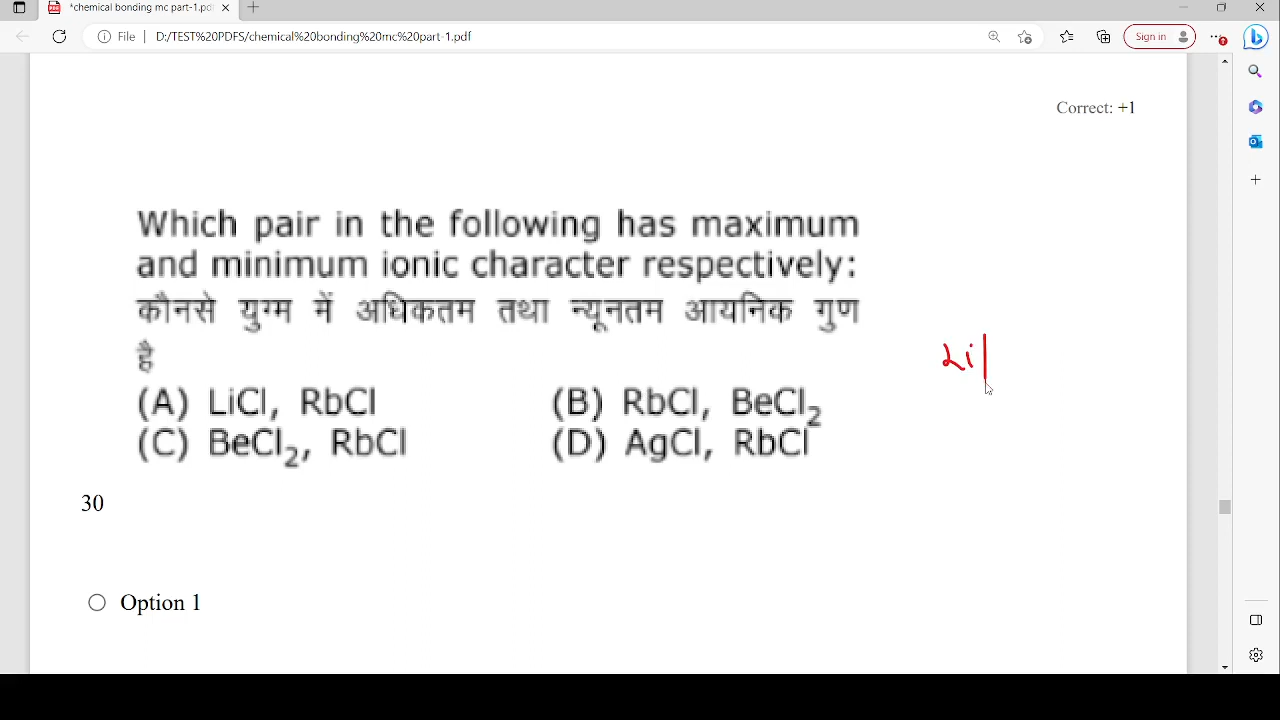 *chemical bonding mc part-1.pd
File | D:/TEST%20PDFS/chemical%20bonding%20mc%20part-1.pdf
Sign in
Correct: +1
Which pair in the following has maximum
and minimum ionic character respectively:
कौनसे युग्म में अधिकतम तथा न्यूनतम आयनिक गुण
है
Li
(A) LiCl, RbCl (B) RbCl, BeCl₂
(C) BeCl₂, RbCl (D) AgCl, RbCl
30
Option 1